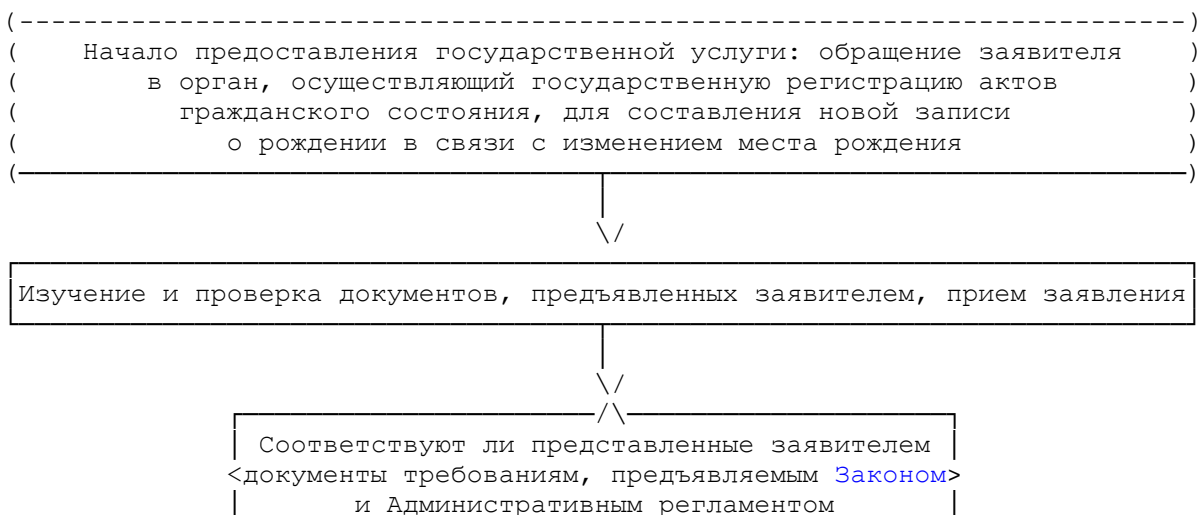 Начало предоставления государственной услуги: обращение заявителя
в орган, осуществляющий государственную регистрацию актов
гражданского состояния, для составления новой записи
о рождении в связи с изменением места рождения
Изучение и проверка документов, предъявленных заявителем, прием заявления
Соответствуют ли представленные заявителем
<документы требованиям, предъявляемым Законом>
и Административным регламентом